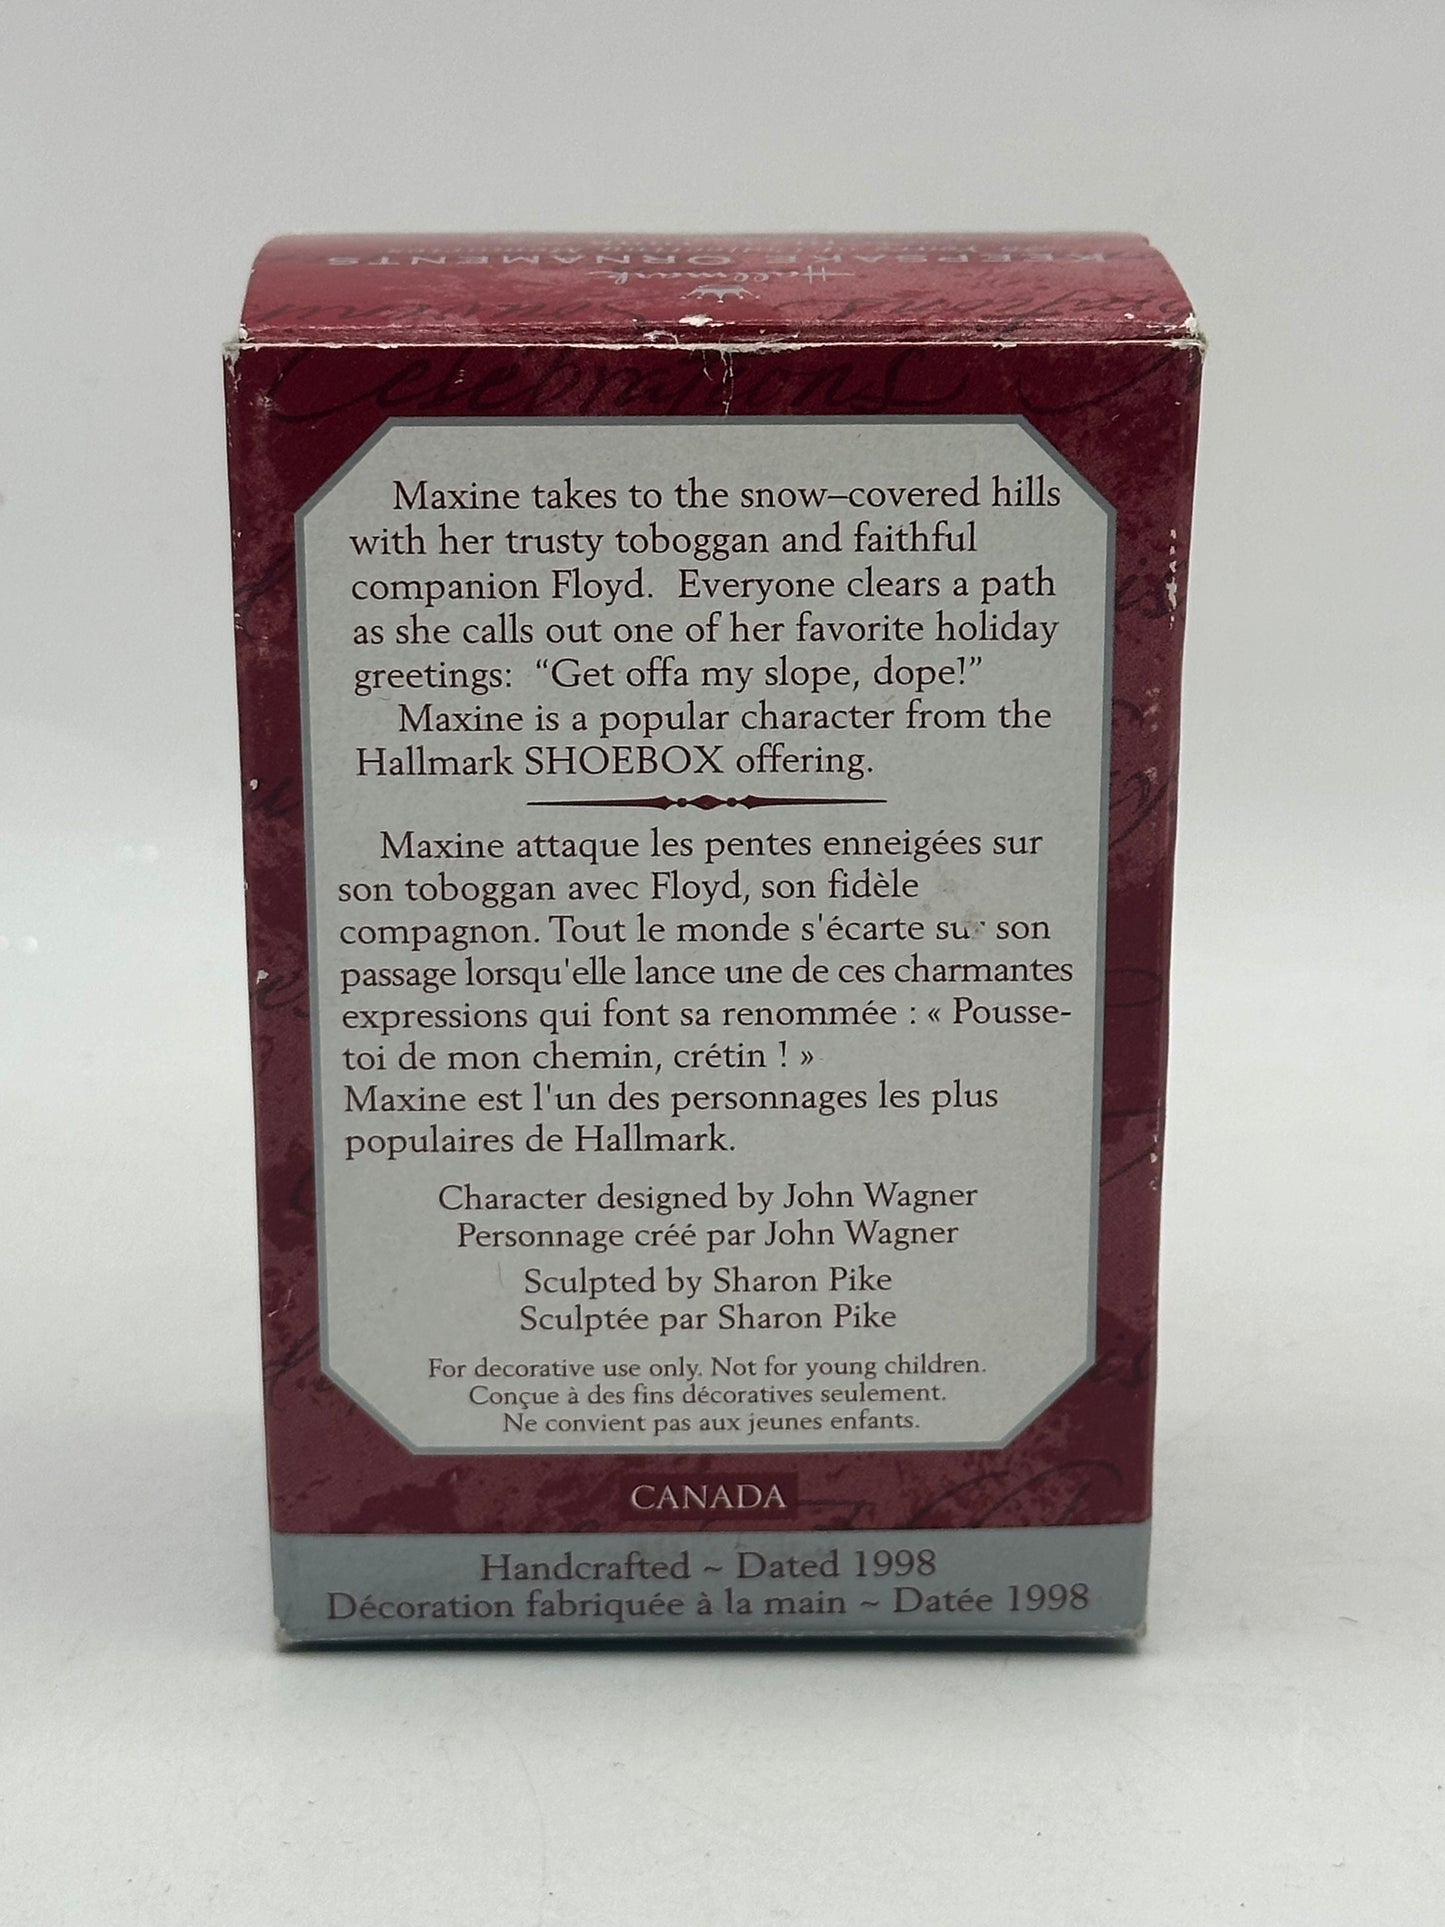 KEEPSAKE ORNAMENTS
Hallmark
Celebrations
Maxine takes to the snow–covered hills
with her trusty toboggan and faithful
companion Floyd. Everyone clears a path
as she calls out one of her favorite holiday
greetings: “Get offa my slope, dope!”
Maxine is a popular character from the
Hallmark SHOEBOX offering.
Maxine attaque les pentes enneigées sur
son toboggan avec Floyd, son fidèle
compagnon. Tout le monde s'écarte sur son
passage lorsqu'elle lance une de ces charmantes
expressions qui font sa renommée : « Pousse-
toi de mon chemin, crétin ! »
Maxine est l'un des personnages les plus
populaires de Hallmark.
Character designed by John Wagner
Personnage créé par John Wagner
Sculpted by Sharon Pike
Sculptée par Sharon Pike
For decorative use only. Not for young children.
Conçue à des fins décoratives seulement.
Ne convient pas aux jeunes enfants.
CANADA
Handcrafted ~ Dated 1998
Décoration fabriquée à la main ~ Datée 1998